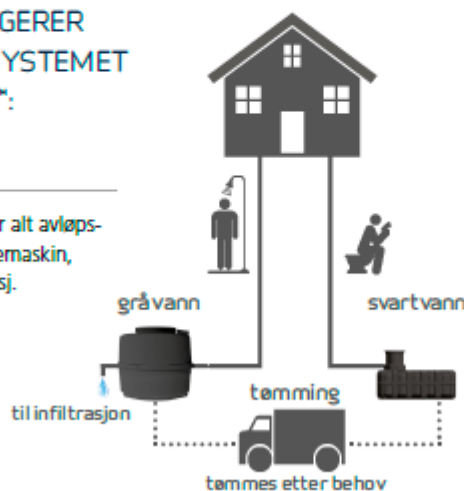 GERER
YSTEMET
r alt avløps-
emaskin,
sj.
gråvann
svartvann
til infiltrasjon
tømming
tømmes etter behov